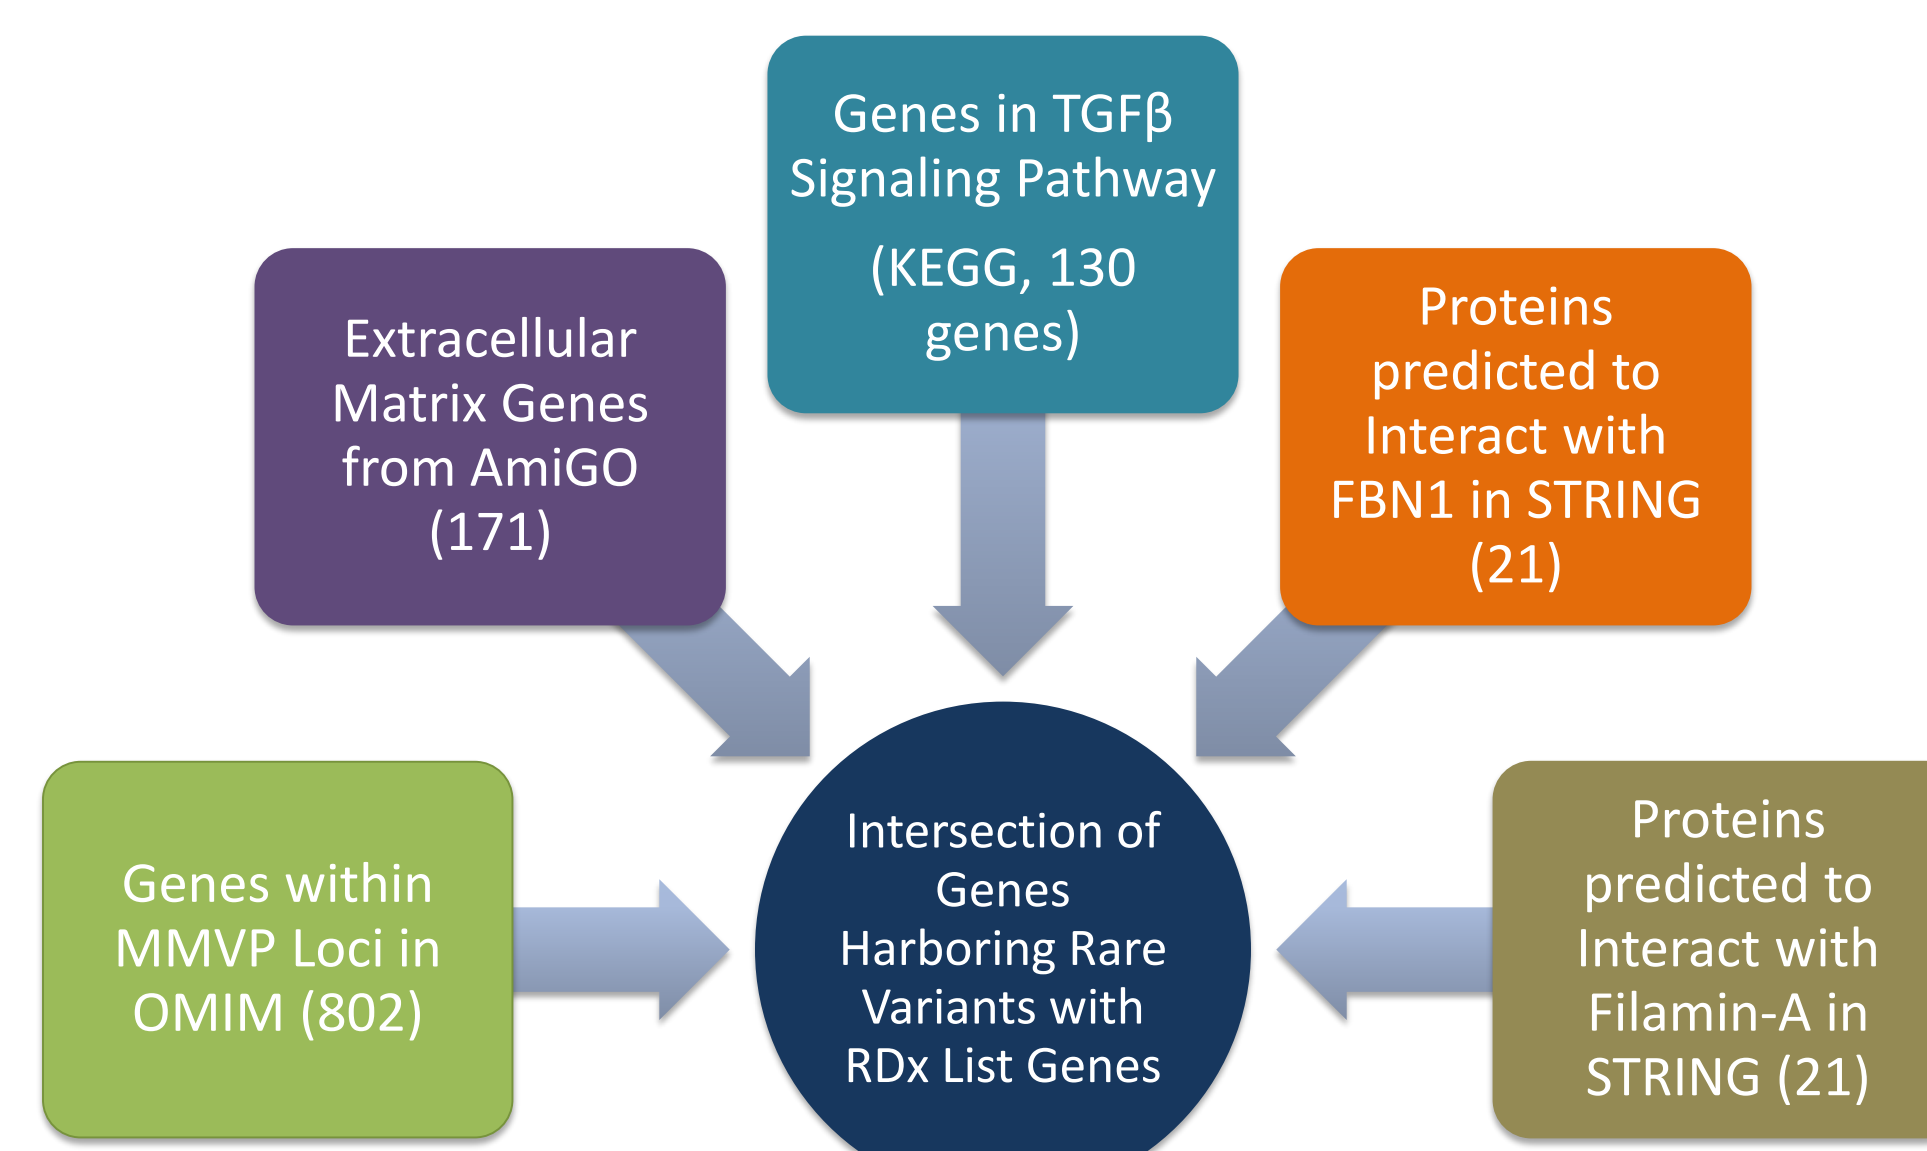 Genes in TGFβ
Signaling Pathway
(KEGG, 130
genes)
Extracellular
Matrix Genes
from AmiGO
(171)
Proteins
predicted to
Interact with
FBN1 in STRING
(21)
Genes within
MMVP Loci in
OMIM (802)
Intersection of
Genes
Harboring Rare
Variants with
RDx List Genes
Proteins
predicted to
Interact with
Filamin-A in
STRING (21)